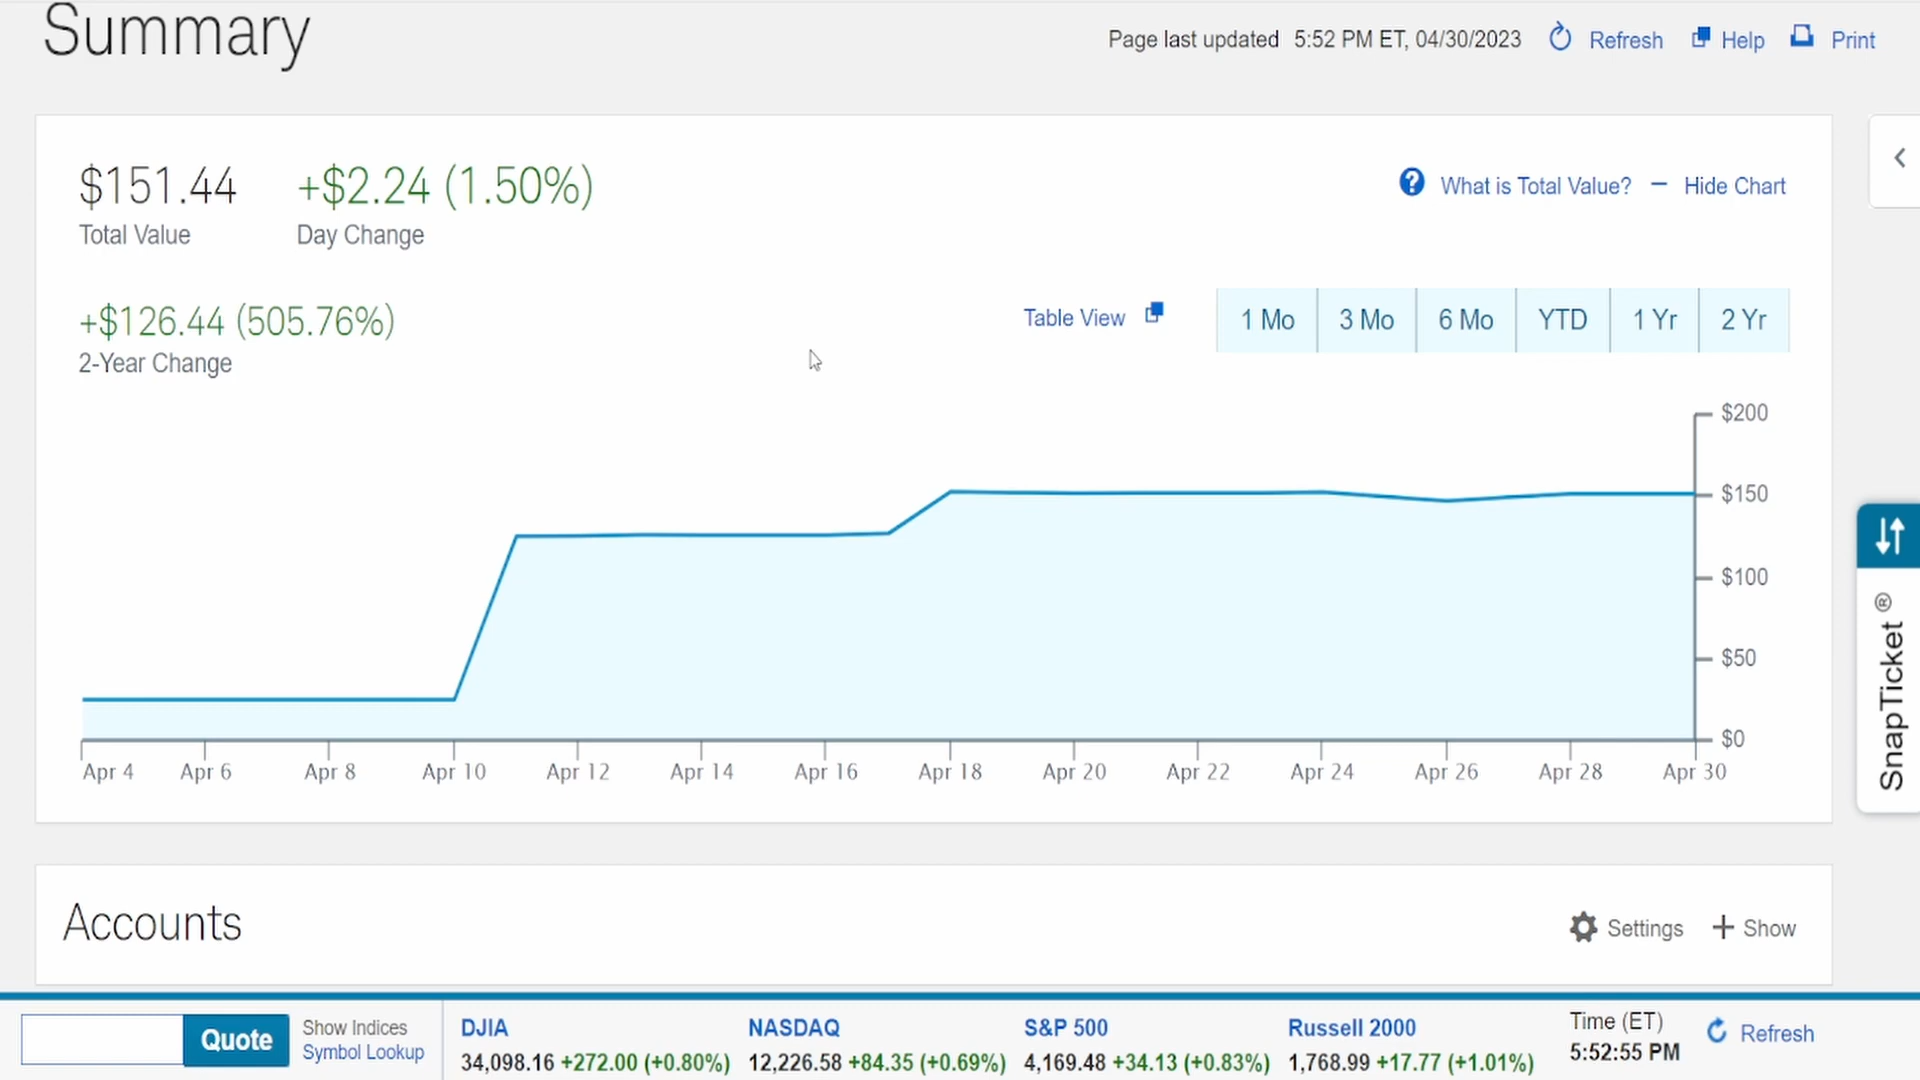 Summary
Page last updated 5:52 PM ET, 04/30/2023 Refresh Help Print
$151.44 +$2.24 (1.50%)
Total Value Day Change
What is Total Value? Hide Chart
+$126.44 (505.76%)
2-Year Change
Table View 1 Mo 3 Mo 6 Mo YTD 1 Yr 2 Yr
$200
$150
$100
$50
$0
Apr 4 Apr 6 Apr 8 Apr 10 Apr 12 Apr 14 Apr 16 Apr 18 Apr 20 Apr 22 Apr 24 Apr 26 Apr 28 Apr 30
SnapTicket®
Accounts Settings Show
Quote
Show Indices
Symbol Lookup
DJIA
34,098.16 +272.00 (+0.80%)
NASDAQ
12,226.58 +84.35 (+0.69%)
S&P 500
4,169.48 +34.13 (+0.83%)
Russell 2000
1,768.99 +17.77 (+1.01%)
Time (ET)
5:52:55 PM
Refresh